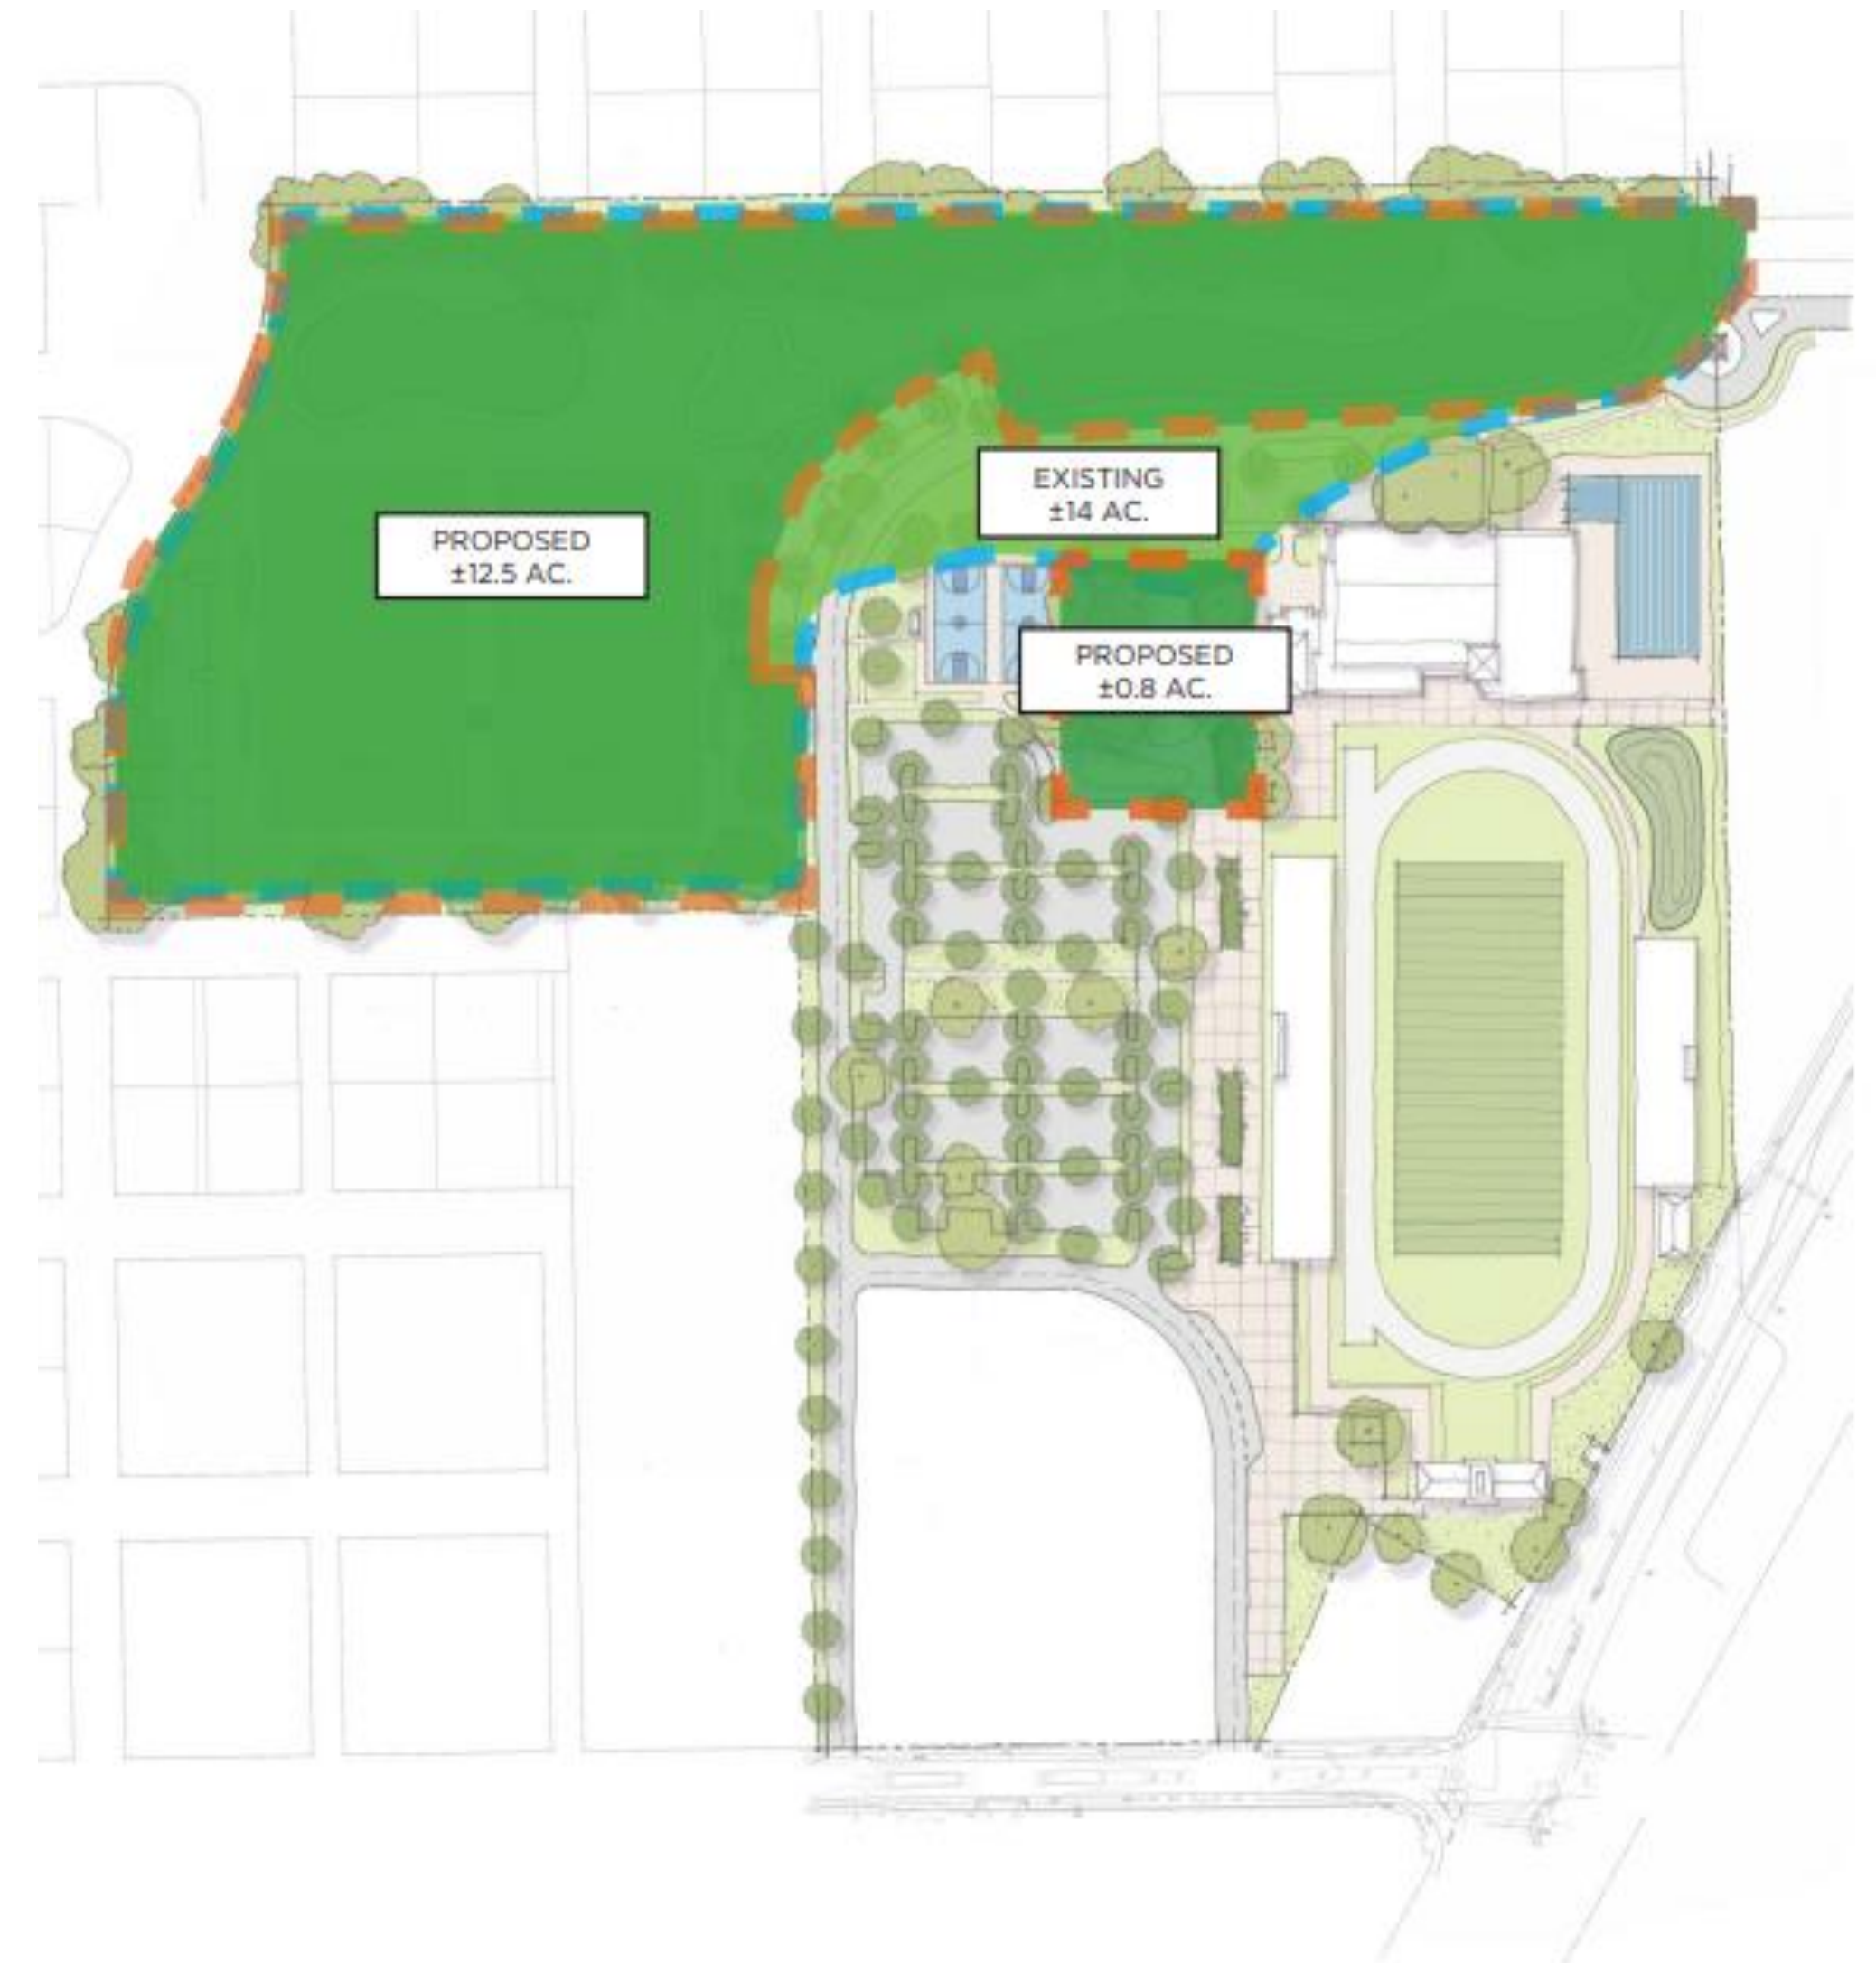 EXISTING
±14 AC.
PROPOSED
±12.5 AC.
PROPOSED
±0.8 AC.